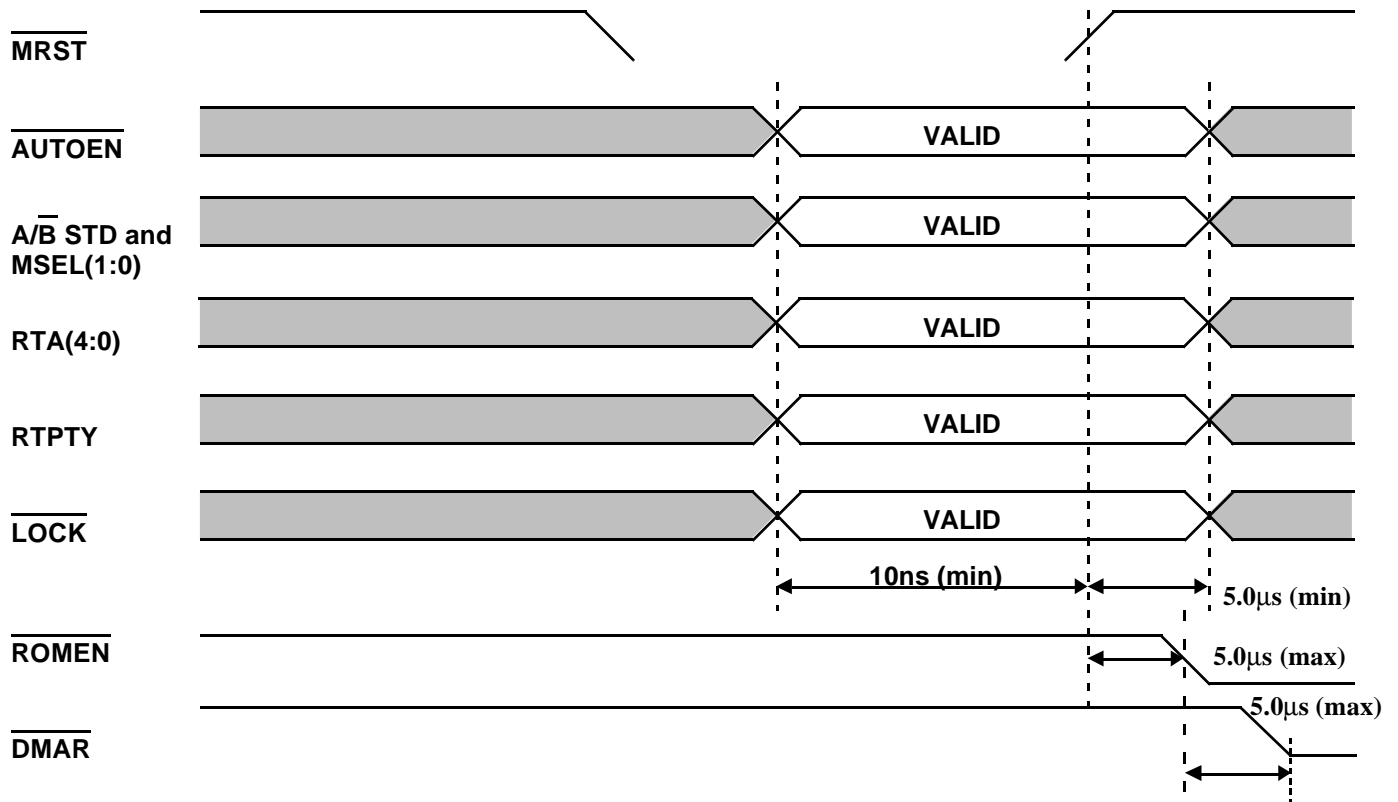 MRST
AUTOEN
VALID
A/B STD and
MSEL(1:0)
VALID
RTA(4:0)
VALID
RTPTY
VALID
LOCK
VALID
10ns (min)
5.0μs (min)
ROMEN
5.0μs (max)
5.0μs (max)
DMAR